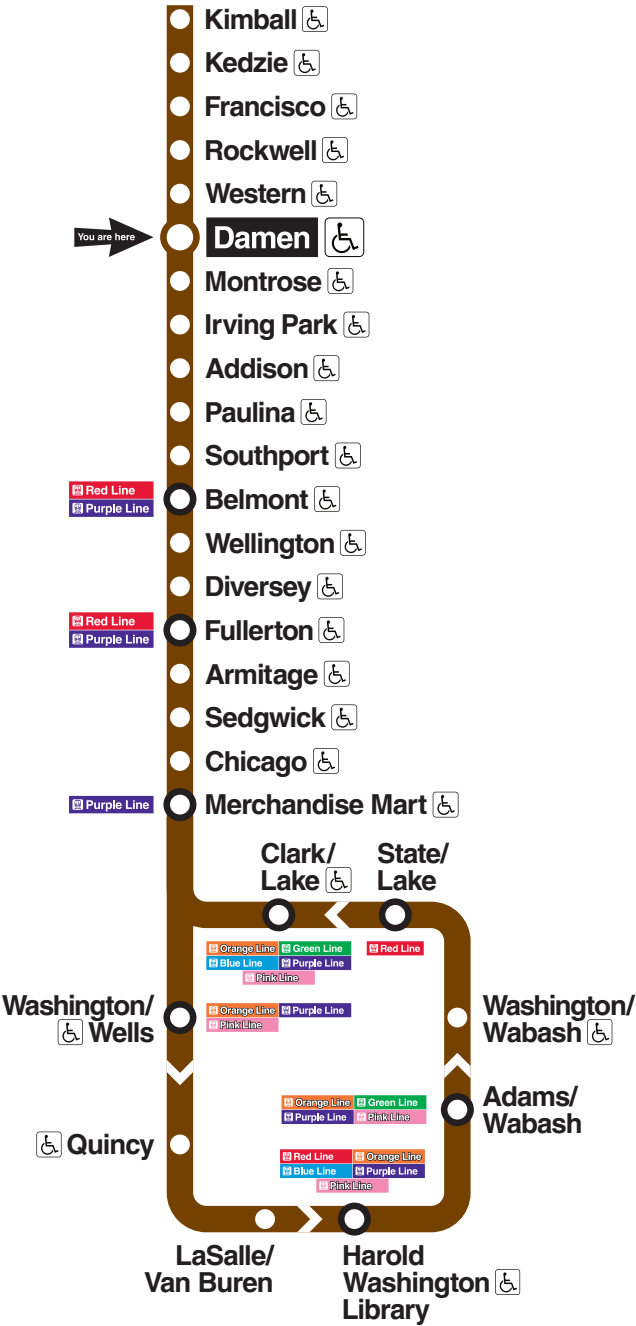 Kimball
Kedzie
Francisco
Rockwell
Western
You are here
Damen
Montrose
Irving Park
Addison
Paulina
Southport
Red Line
Purple Line
Belmont
Wellington
Diversey
Red Line
Purple Line
Fullerton
Armitage
Sedgwick
Chicago
Purple Line
Merchandise Mart
Clark/
Lake
State/
Lake
Orange Line Green Line
Blue Line Purple Line
Pink Line
Red Line
Washington/
Wells
Orange Line Purple Line
Pink Line
Washington/
Wabash
Orange Line Green Line
Purple Line Pink Line
Adams/
Wabash
Quincy
Red Line Orange Line
Blue Line Purple Line
Pink Line
LaSalle/
Van Buren
Harold
Washington
Library